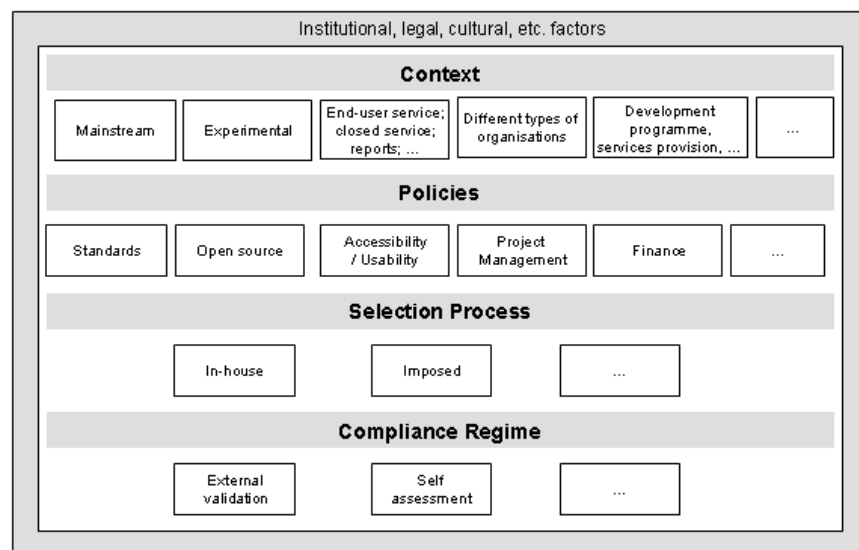 Institutional, legal, cultural, etc. factors
Context
Mainstream
Experimental
End-user service;
closed service;
reports; ...
Different types of
organisations
Development
programme,
services provision, ...
...
Policies
Standards
Open source
Accessibility
/ Usability
Project
Management
Finance
...
Selection Process
In-house
Imposed
...
Compliance Regime
External
validation
Self
assessment
...